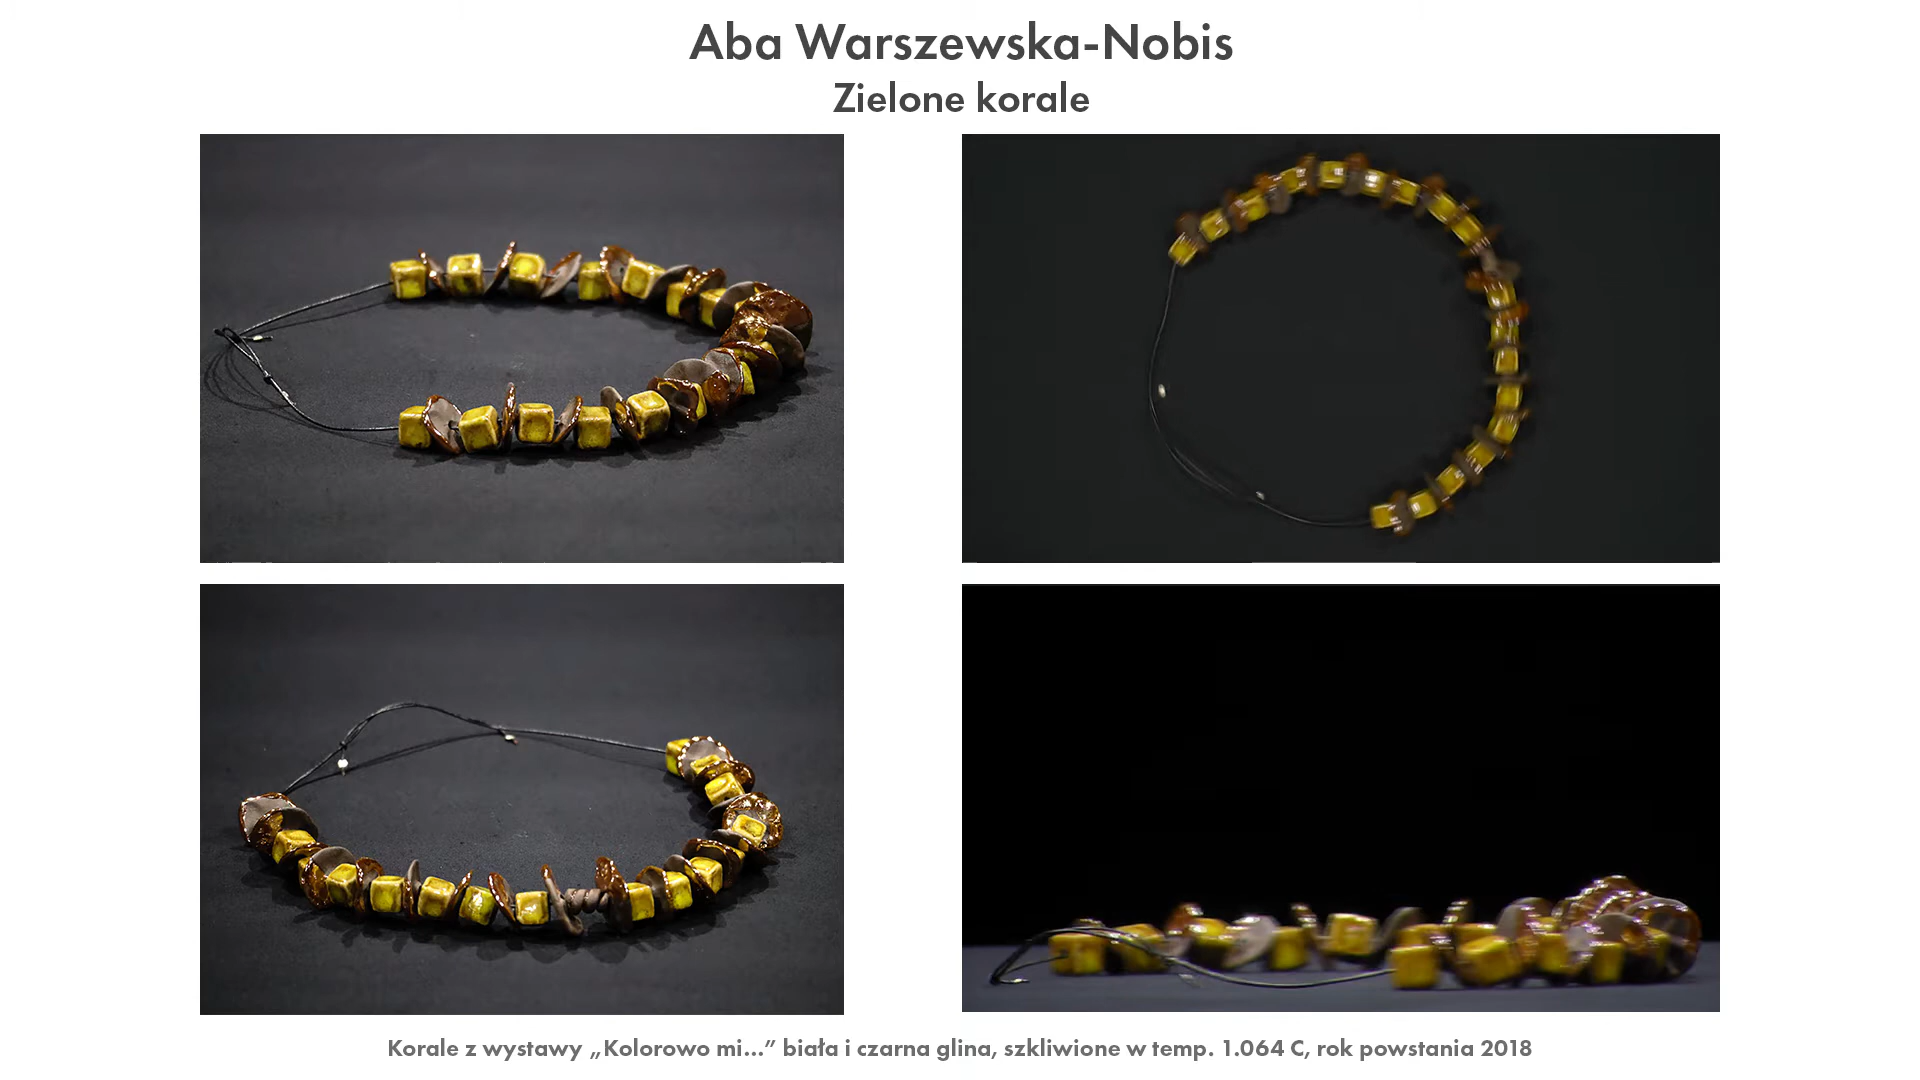 Aba Warszewska-Nobis
Zielone korale
Korale z wystawy „Kolorowo mi...” biała i czarna glina, szkliwione w temp. 1.064 C, rok powstania 2018